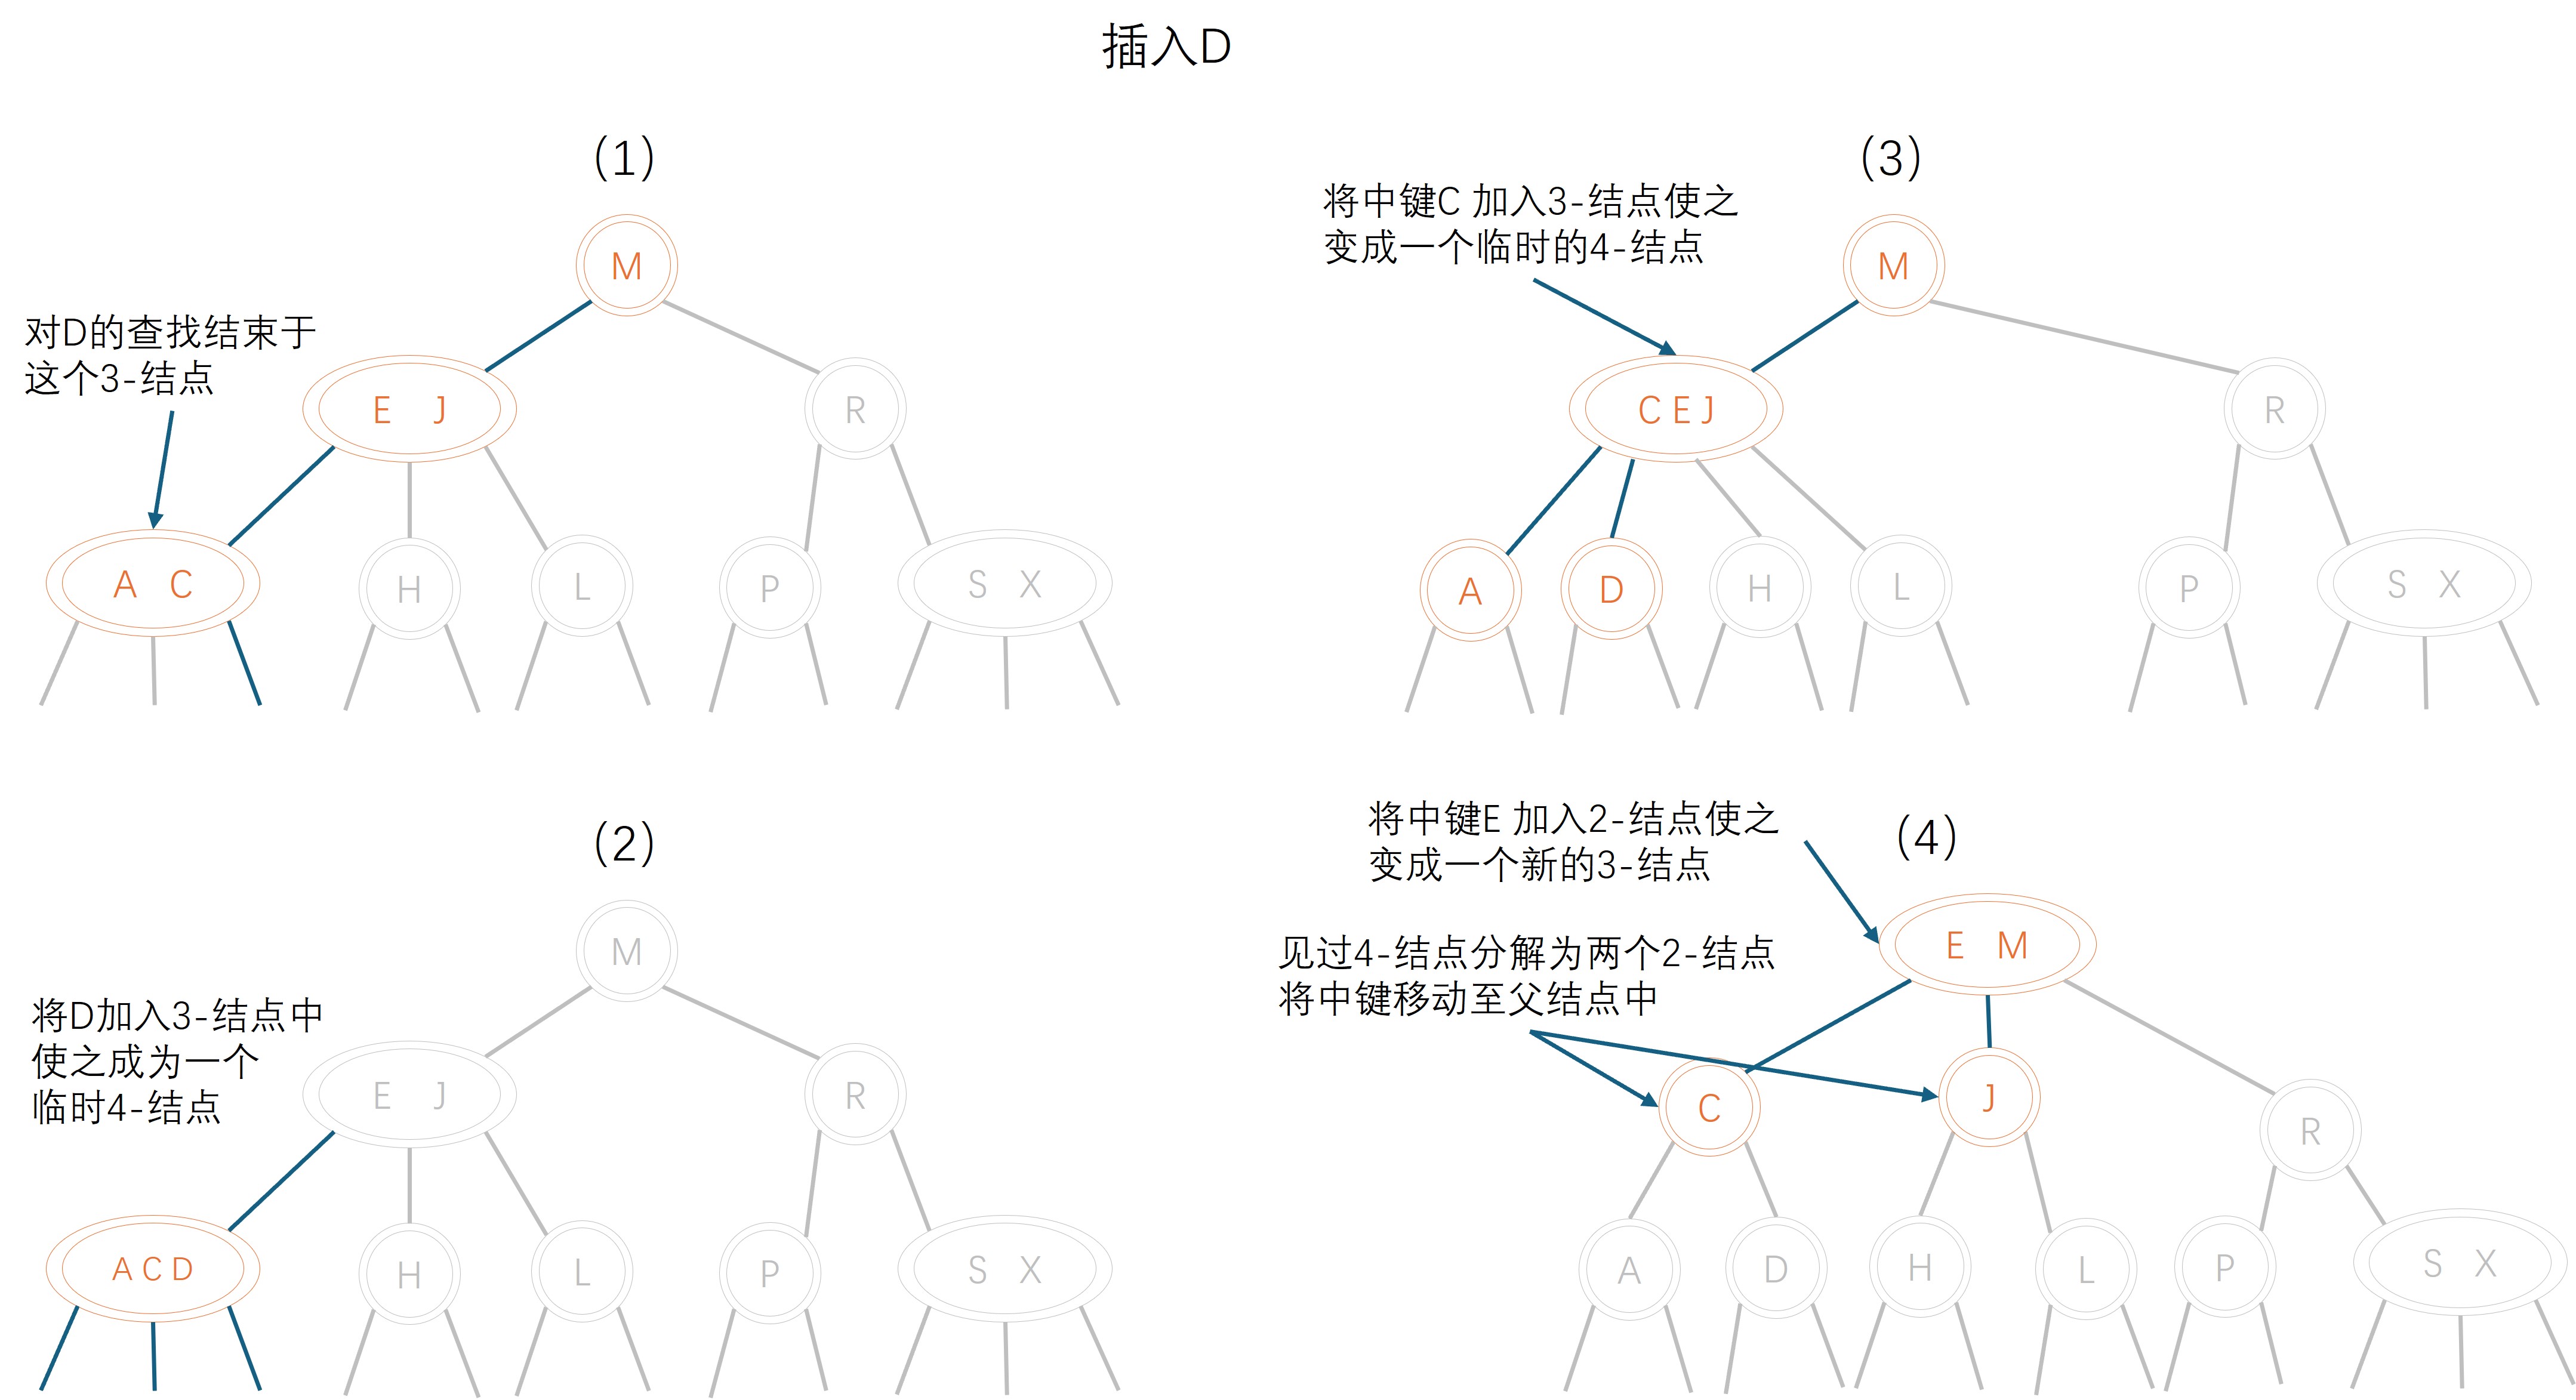 插入D
(1)
M
对D的查找结束于
这个3-结点
E J
R
A C
H
L
P
S X
(2)
M
将D加入3-结点中
使之成为一个
临时4-结点
E J
R
A C D
H
L
P
S X
(3)
将中键C 加入3-结点使之
变成一个临时的4-结点
M
C E J
R
A
D
H
L
P
S X
(4)
将中键E 加入2-结点使之
变成一个新的3-结点
E M
见过4-结点分解为两个2-结点
将中键移动至父结点中
C
J
R
A
D
H
L
P
S X